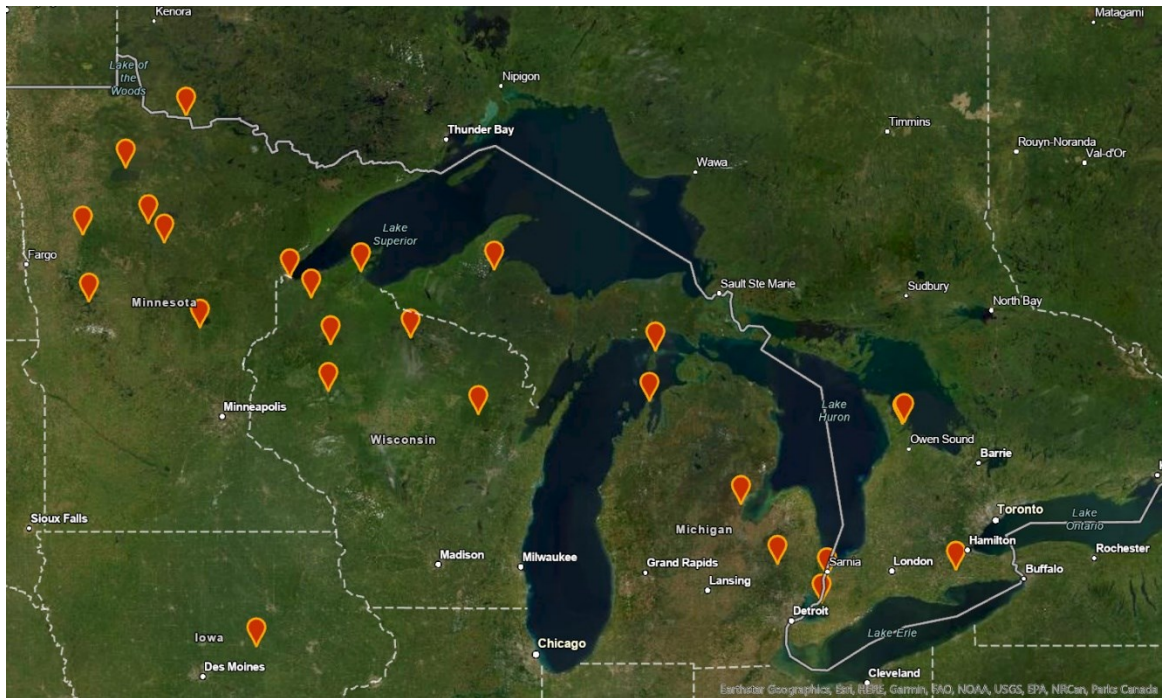 Kenora
Matagami
Lake of
the
Woods
Nipigon
Thunder Bay
Timmins
Rouyn-Noranda
Val-d'Or
Wawa
Lake
Superior
Fargo
Sault Ste Marie
Sudbury
North Bay
Minnesota
Minneapolis
Wisconsin
Lake
Huron
Owen Sound
Barrie
Sioux Falls
Michigan
Toronto
Lake
Ontario
Hamilton
Madison
Milwaukee
Grand Rapids
Lansing
Sarnia
London
Rochester
Buffalo
Detroit
Iowa
Lake Erie
Chicago
Des Moines
Cleveland
Earthstar Geographics, Esri, HERE, Garmin, FAO, NOAA, USGS, EPA, NRCan, Parks Canada